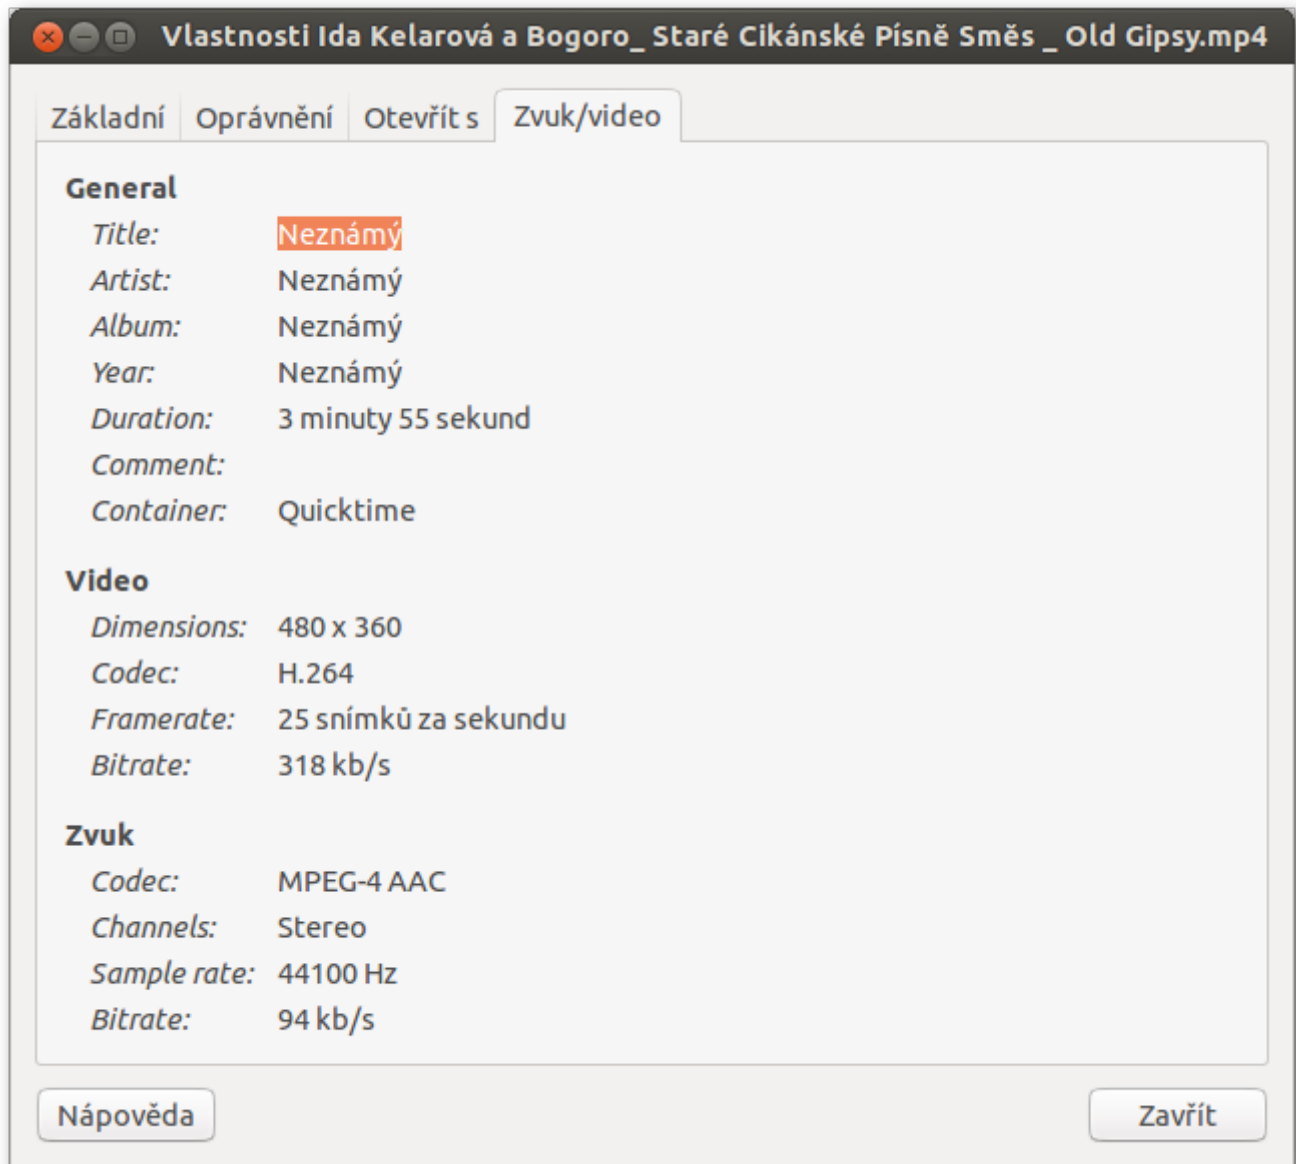 Vlastnosti Ida Kelarová a Bogoro_ Staré Cikánské Písně Směs _ Old Gipsy.mp4
Základní Oprávnění Otevřít s Zvuk/video
General
Title: Neznámý
Artist: Neznámý
Album: Neznámý
Year: Neznámý
Duration: 3 minuty 55 sekund
Comment:
Container: Quicktime
Video
Dimensions: 480 x 360
Codec: H.264
Framerate: 25 snímků za sekundu
Bitrate: 318 kb/s
Zvuk
Codec: MPEG-4 AAC
Channels: Stereo
Sample rate: 44100 Hz
Bitrate: 94 kb/s
Nápověda Zavřít